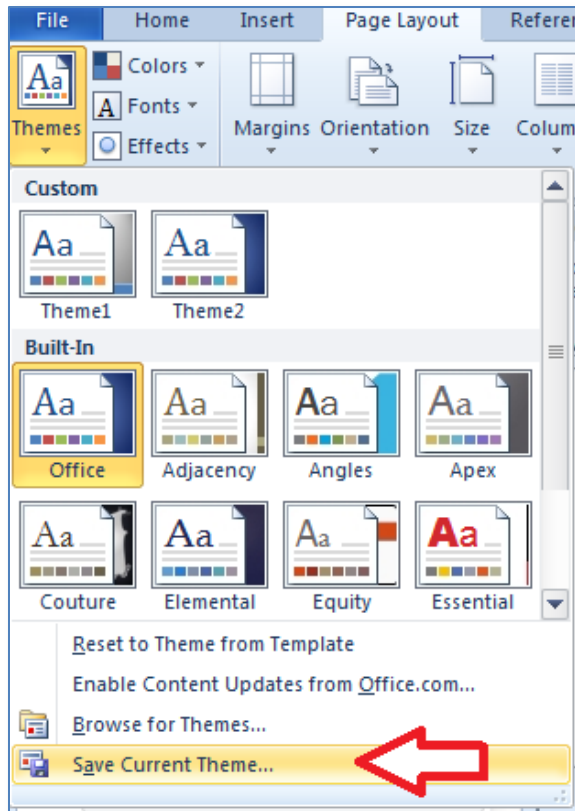 File Home Insert Page Layout Referen
Aa Colors
Themes Fonts Margins Orientation Size Colum
Effects
Custom
Aa Aa
Theme1 Theme2
Built-In
Aa Aa Aa Aa
Office Adjacency Angles Apex
Aa Aa Aa Aa
Couture Elemental Equity Essential
Reset to Theme from Template
Enable Content Updates from Office.com...
Browse for Themes...
Save Current Theme...